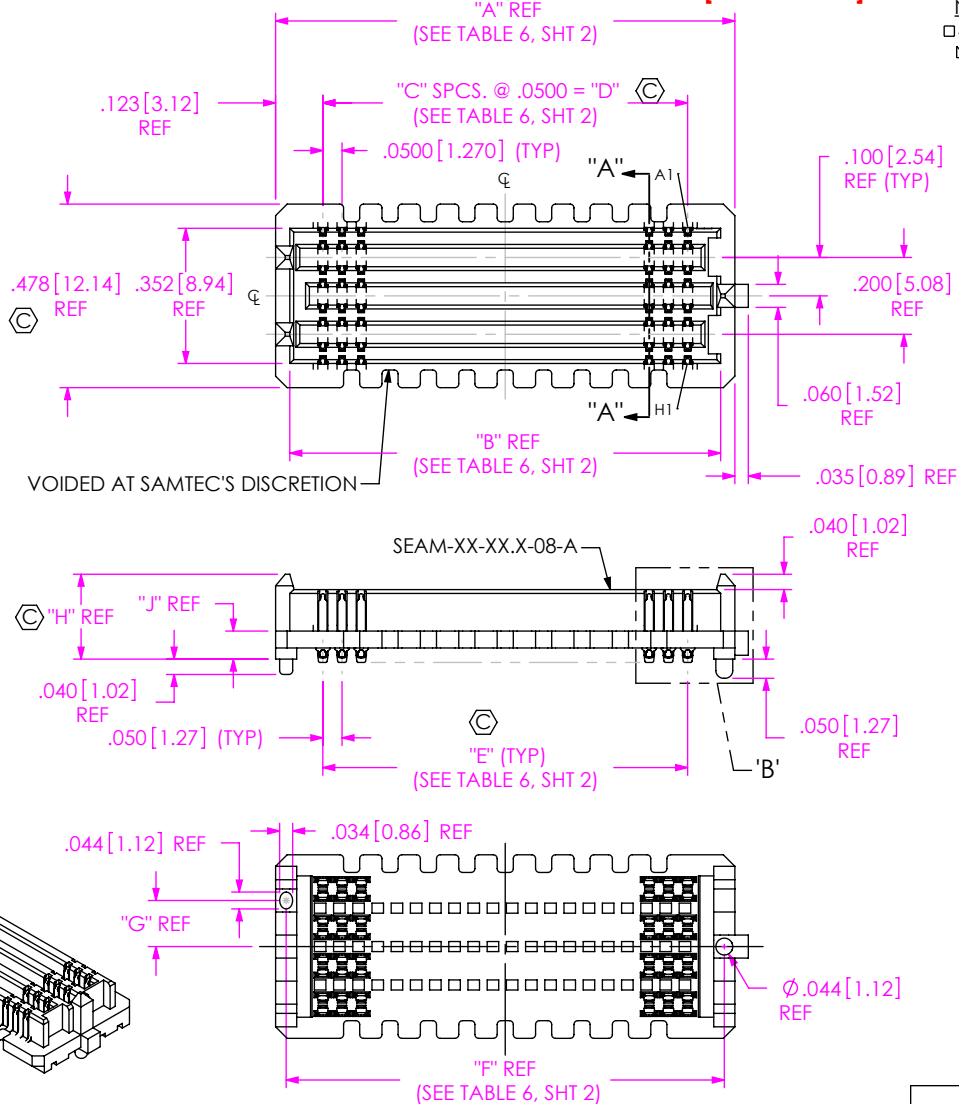 "A" REF
(SEE TABLE 6, SHT 2)
.123[3.12]
REF
"C" SPCS. @ .0500 = "D"
(SEE TABLE 6, SHT 2)
C
.0500[1.270] (TYP)
"A"
A1
.100[2.54]
REF (TYP)
.478[12.14]
REF
C
.352[8.94]
REF
.200[5.08]
REF
.060[1.52]
REF
"A"
H1
"B" REF
(SEE TABLE 6, SHT 2)
.035[0.89] REF
VOIDED AT SAMTEC'S DISCRETION
SEAM-XX-XX.X-08-A
.040[1.02]
REF
C
"H" REF
"J" REF
.040[1.02]
REF
.050[1.27] (TYP)
C
"E" (TYP)
(SEE TABLE 6, SHT 2)
.050[1.27]
REF
'B'
.044[1.12] REF
.034[0.86] REF
"G" REF
Ø.044[1.12]
REF
"F" REF
(SEE TABLE 6, SHT 2)